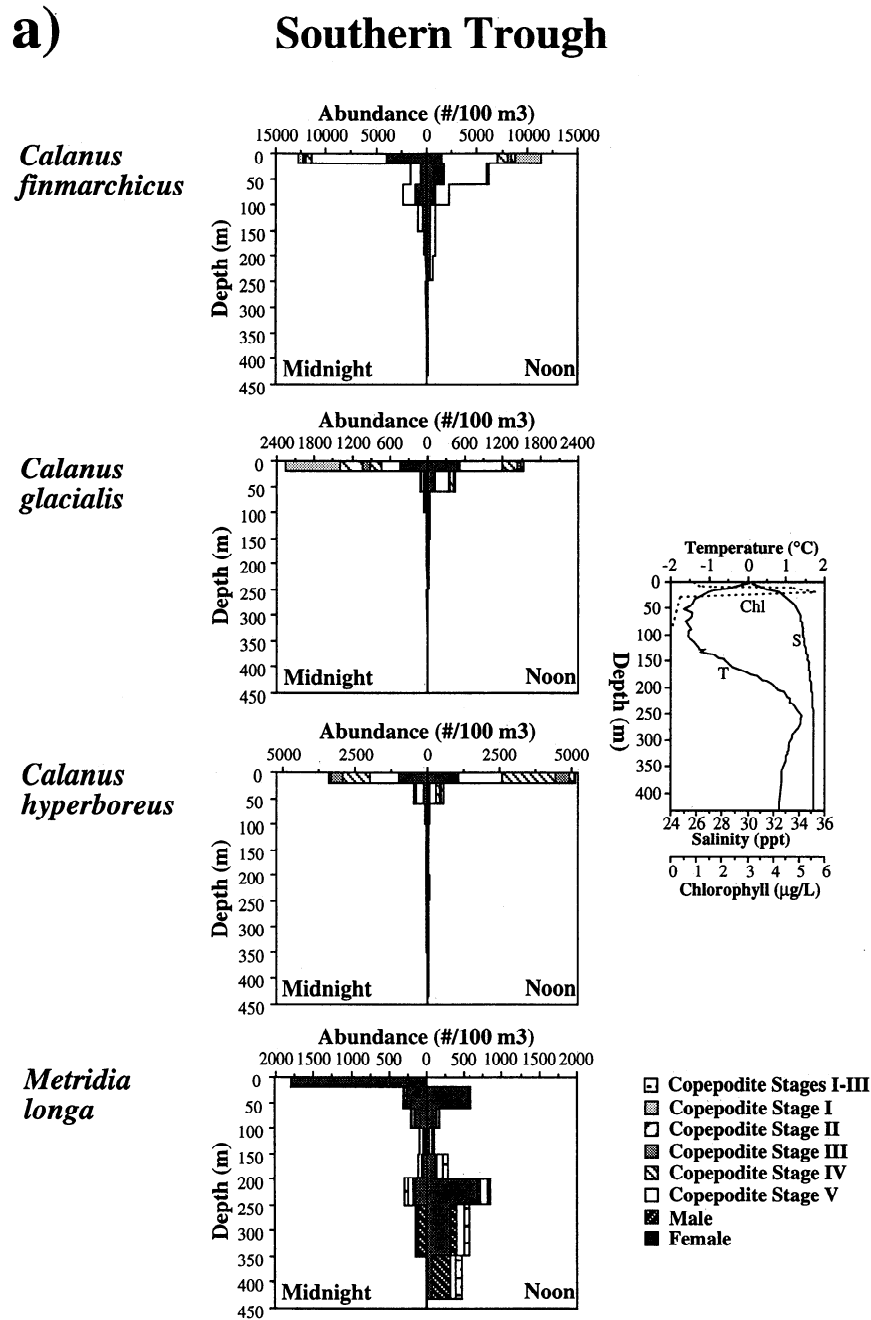 a)
Southern Trough
Calanus
finmarchicus
Abundance (#/100 m3)
15000 10000 5000 0 5000 10000 15000
Depth (m)
0
50
100
150
200
250
300
350
400
450
Midnight
Noon
Calanus
glacialis
Abundance (#/100 m3)
2400 1800 1200 600 0 600 1200 1800 2400
Depth (m)
0
50
100
150
200
250
300
350
400
450
Midnight
Noon
Calanus
hyperboreus
Abundance (#/100 m3)
5000 2500 0 2500 5000
Depth (m)
0
50
100
150
200
250
300
350
400
450
Midnight
Noon
Metridia
longa
Abundance (#/100 m3)
2000 1500 1000 500 0 500 1000 1500 2000
Depth (m)
0
50
100
150
200
250
300
350
400
450
Midnight
Noon
Temperature (°C)
-2 -1 0 1 2
Depth (m)
0
50
100
150
200
250
300
350
400
Chl
S
T
24 26 28 30 32 34 36
Salinity (ppt)
0 1 2 3 4 5 6
Chlorophyll (µg/L)
Copepodite Stages I-III
Copepodite Stage I
Copepodite Stage II
Copepodite Stage III
Copepodite Stage IV
Copepodite Stage V
Male
Female